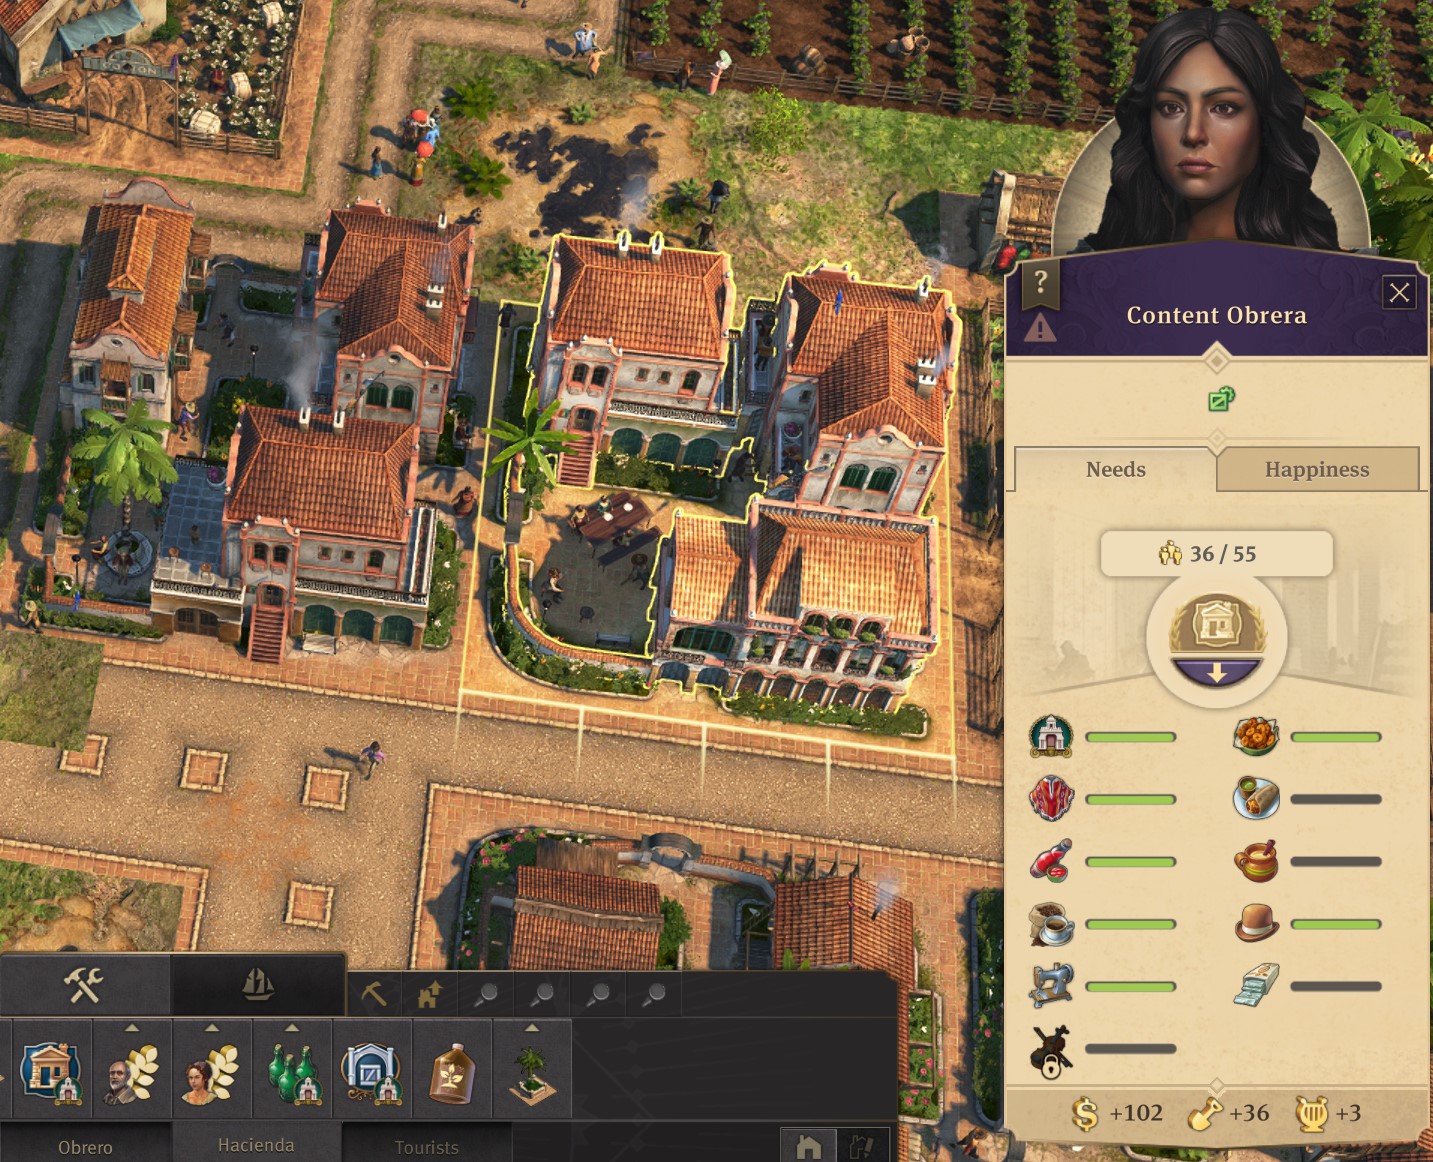 ?
Content Obrera
Needs
Happiness
36 / 55
$ +102
+36
+3
Obrero
Hacienda
Tourists